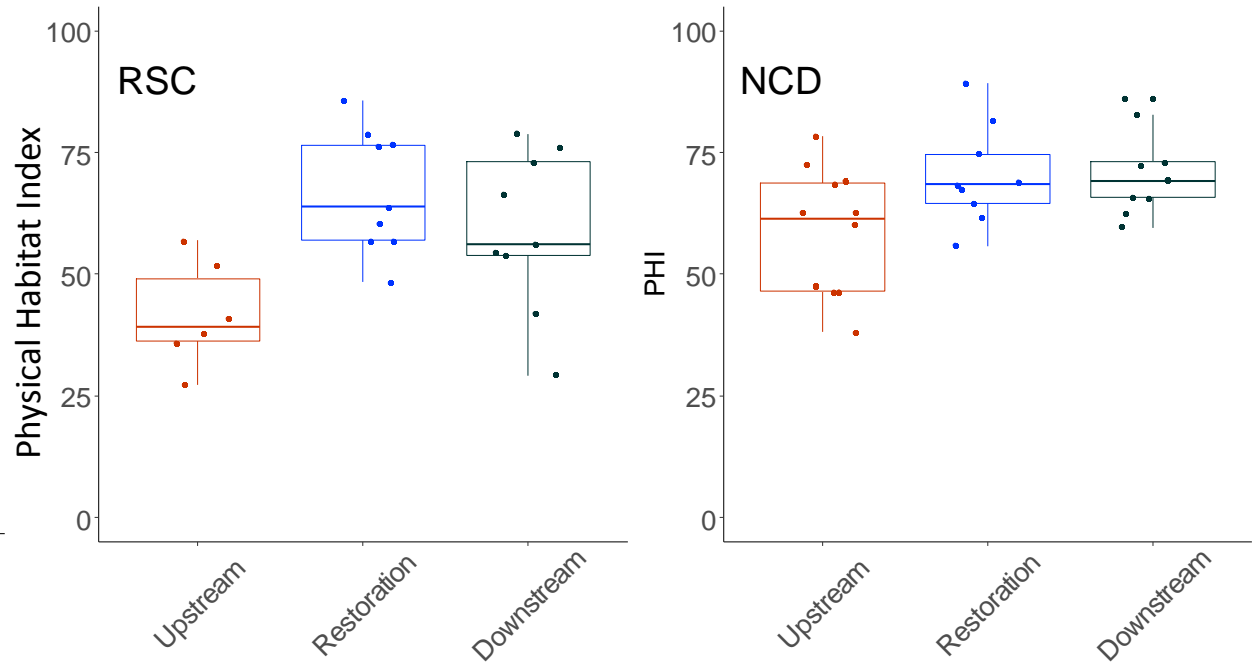 Physical Habitat Index
100
75
50
25
0
RSC
Upstream
Restoration
Downstream
PHI
100
75
50
25
0
NCD
Upstream
Restoration
Downstream